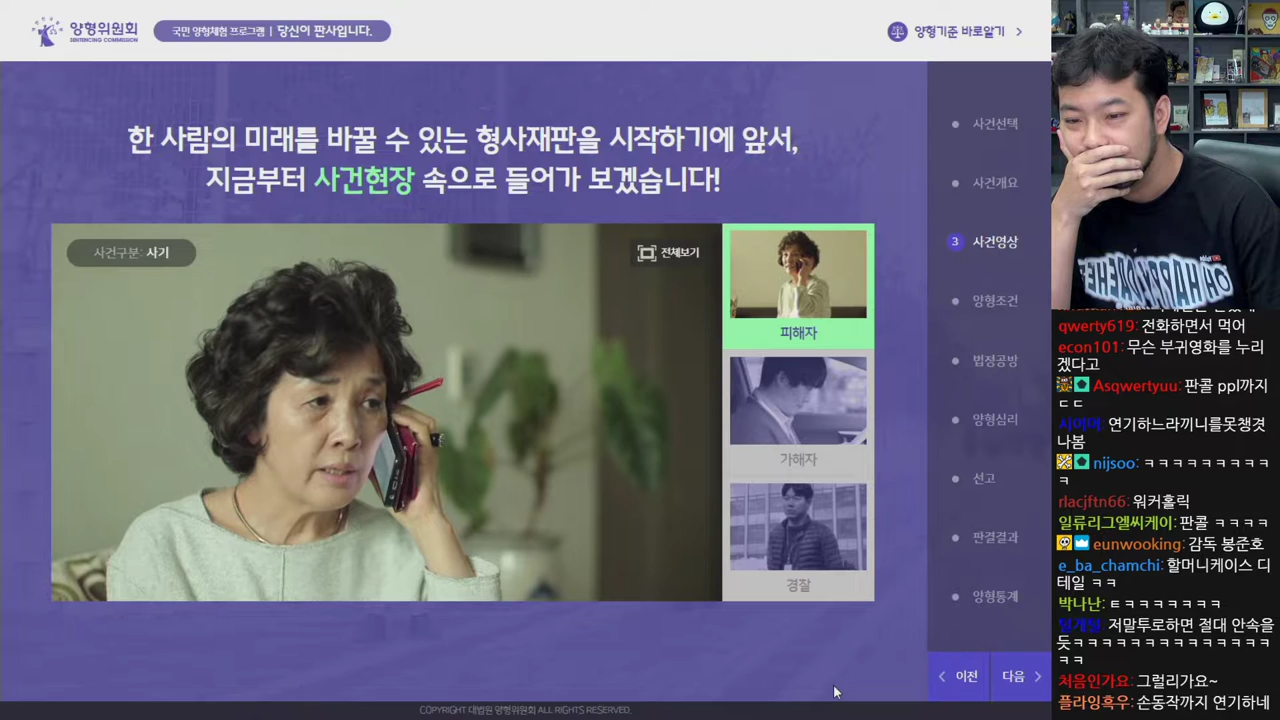 양형위원회
SENTENCING COMMISSION
국민 양형체험 프로그램 | 당신이 판사입니다.
양형기준 바로알기
한 사람의 미래를 바꿀 수 있는 형사재판을 시작하기에 앞서,
지금부터 사건현장 속으로 들어가 보겠습니다!
사건구분: 사기
전체보기
피해자
가해자
경찰
사건선택
사건개요
3 사건영상
양형조건
법정공방
양형심리
선고
판결결과
양형통계
이전
다음
COPYRIGHT 대법원 양형위원회 ALL RIGHTS RESERVED.
qwerty619: 전화하면서 먹어
econ101: 무슨 부귀영화를 누리
겠다고
Asqwertyuu: 판콜 ppl까지
ㄷㄷ
연기하느라끼니를못챙겻
나봄
nijsoo: ㅋㅋㅋㅋㅋㅋㅋㅋㅋ
ㅋ
rlacjftn66: 워커홀릭
일류리그엘씨케이: 판콜 ㅋㅋㅋㅋ
eunwooking: 감독 봉준호
e_ba_chamchi: 할머니케이스 디
테일 ㅋㅋ
박나난: ㅌㅋㅋㅋㅋㅋㅋㅋ
저말투로하면 절대 안속을
듯ㅋㅋㅋㅋㅋㅋㅋㅋㅋㅋㅋㅋㅋㅋ
ㅋㅋ
처음인가요: 그럴리가요~
플라잉흑우: 손동작까지 연기하네